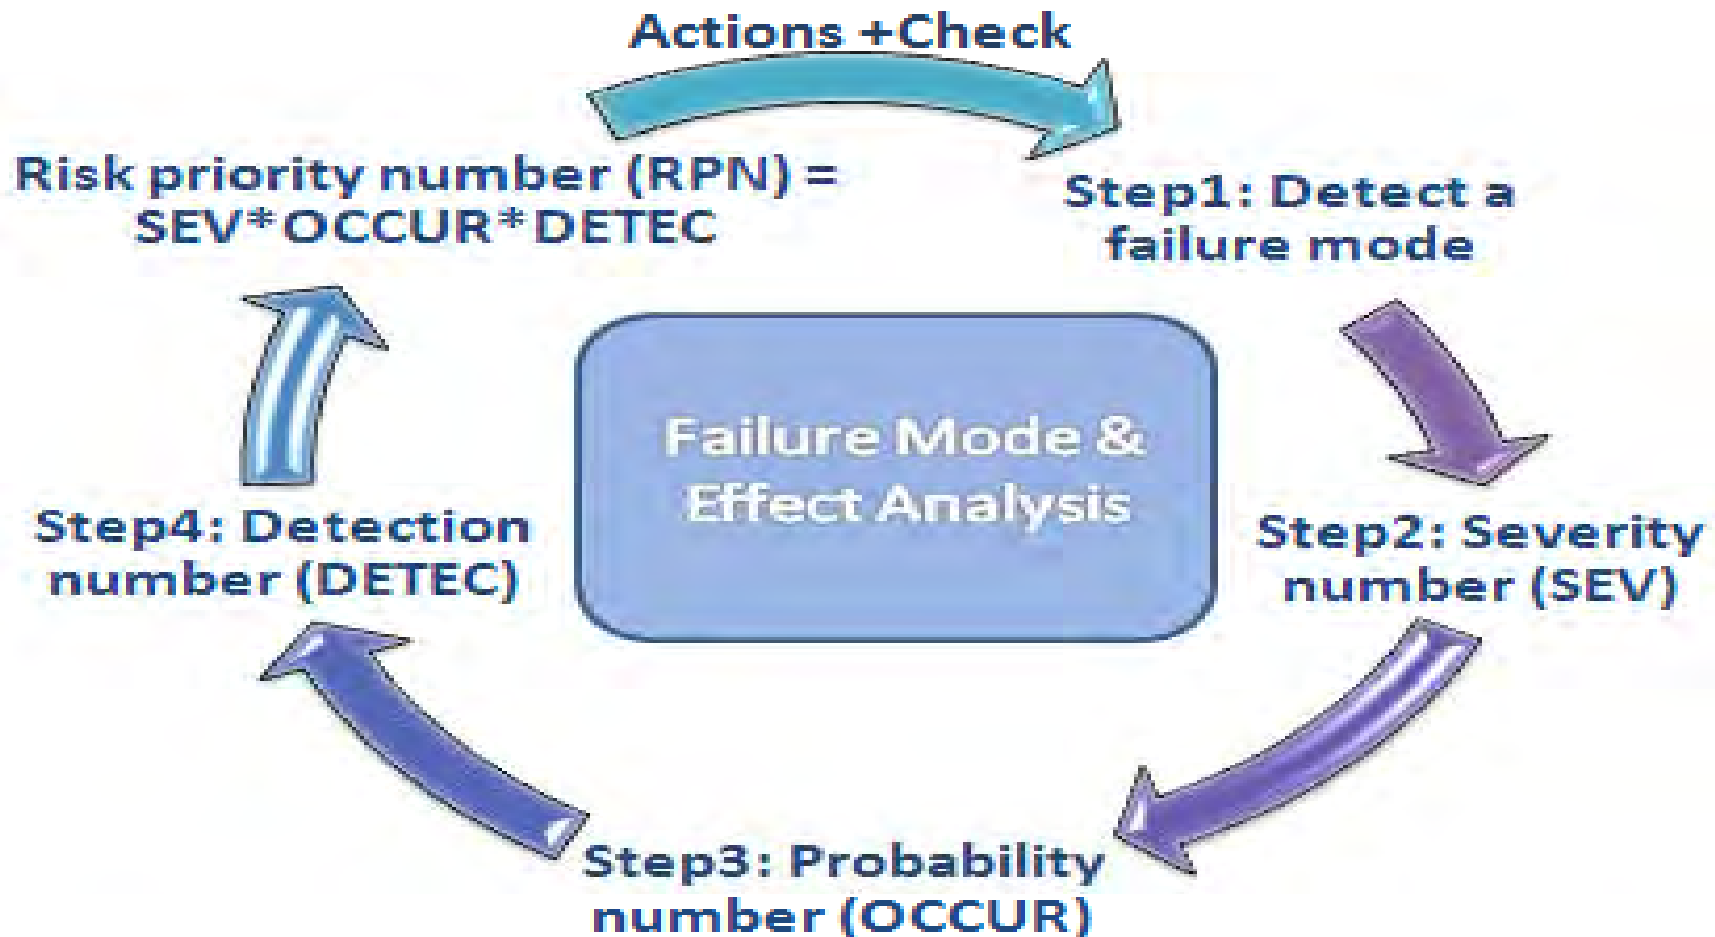 Actions +Check
Risk priority number (RPN) =
SEV*OCCUR*DETEC
Step1: Detect a
failure mode
Failure Mode &
Effect Analysis
Step2: Severity
number (SEV)
Step3: Probability
number (OCCUR)
Step4: Detection
number (DETEC)